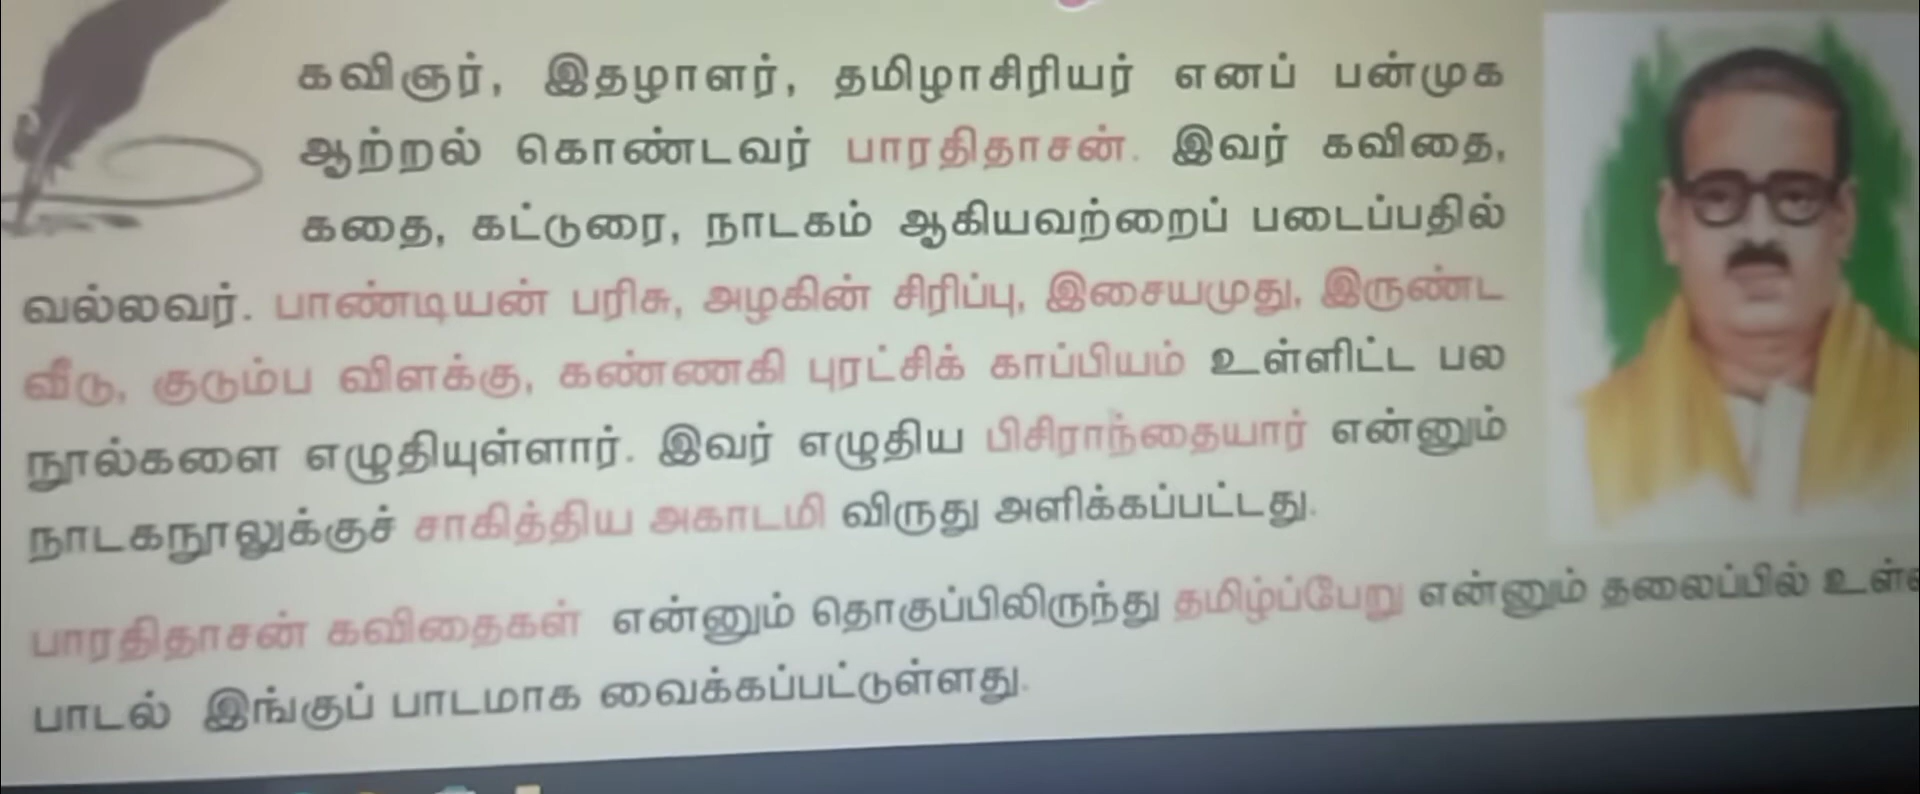 கவிஞர், இதழாளர், தமிழாசிரியர் எனப் பன்முக
ஆற்றல் கொண்டவர் பாரதிதாசன். இவர் கவிதை,
கதை, கட்டுரை, நாடகம் ஆகியவற்றைப் படைப்பதில்
வல்லவர். பாண்டியன் பரிசு, அழகின் சிரிப்பு, இசையமுது, இருண்ட
வீடு, குடும்ப விளக்கு, கண்ணகி புரட்சிக் காப்பியம் உள்ளிட்ட பல
நூல்களை எழுதியுள்ளார். இவர் எழுதிய பிசிராந்தையார் என்னும்
நாடகநூலுக்குச் சாகித்திய அகாடமி விருது அளிக்கப்பட்டது.
பாரதிதாசன் கவிதைகள் என்னும் தொகுப்பிலிருந்து தமிழ்ப்பேறு என்னும் தலைப்பில்
பாடல் இங்குப் பாடமாக வைக்கப்பட்டுள்ளது.